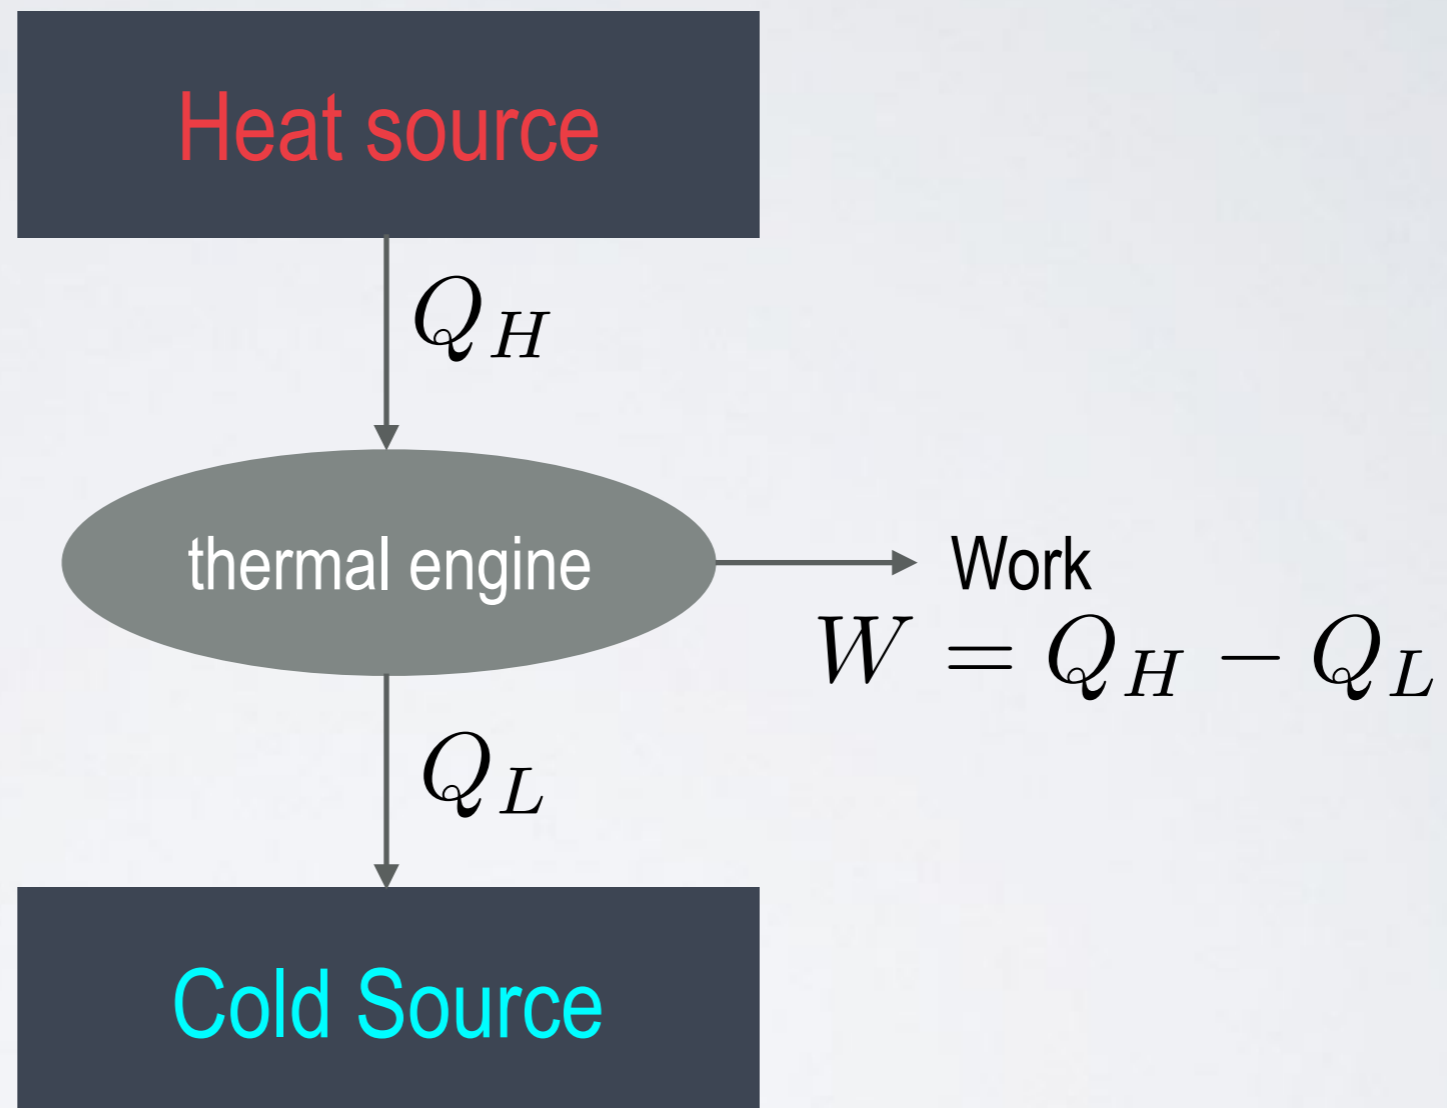 Heat source
Q_H
thermal engine
Work
W = Q_H − Q_L
Q_L
Cold Source